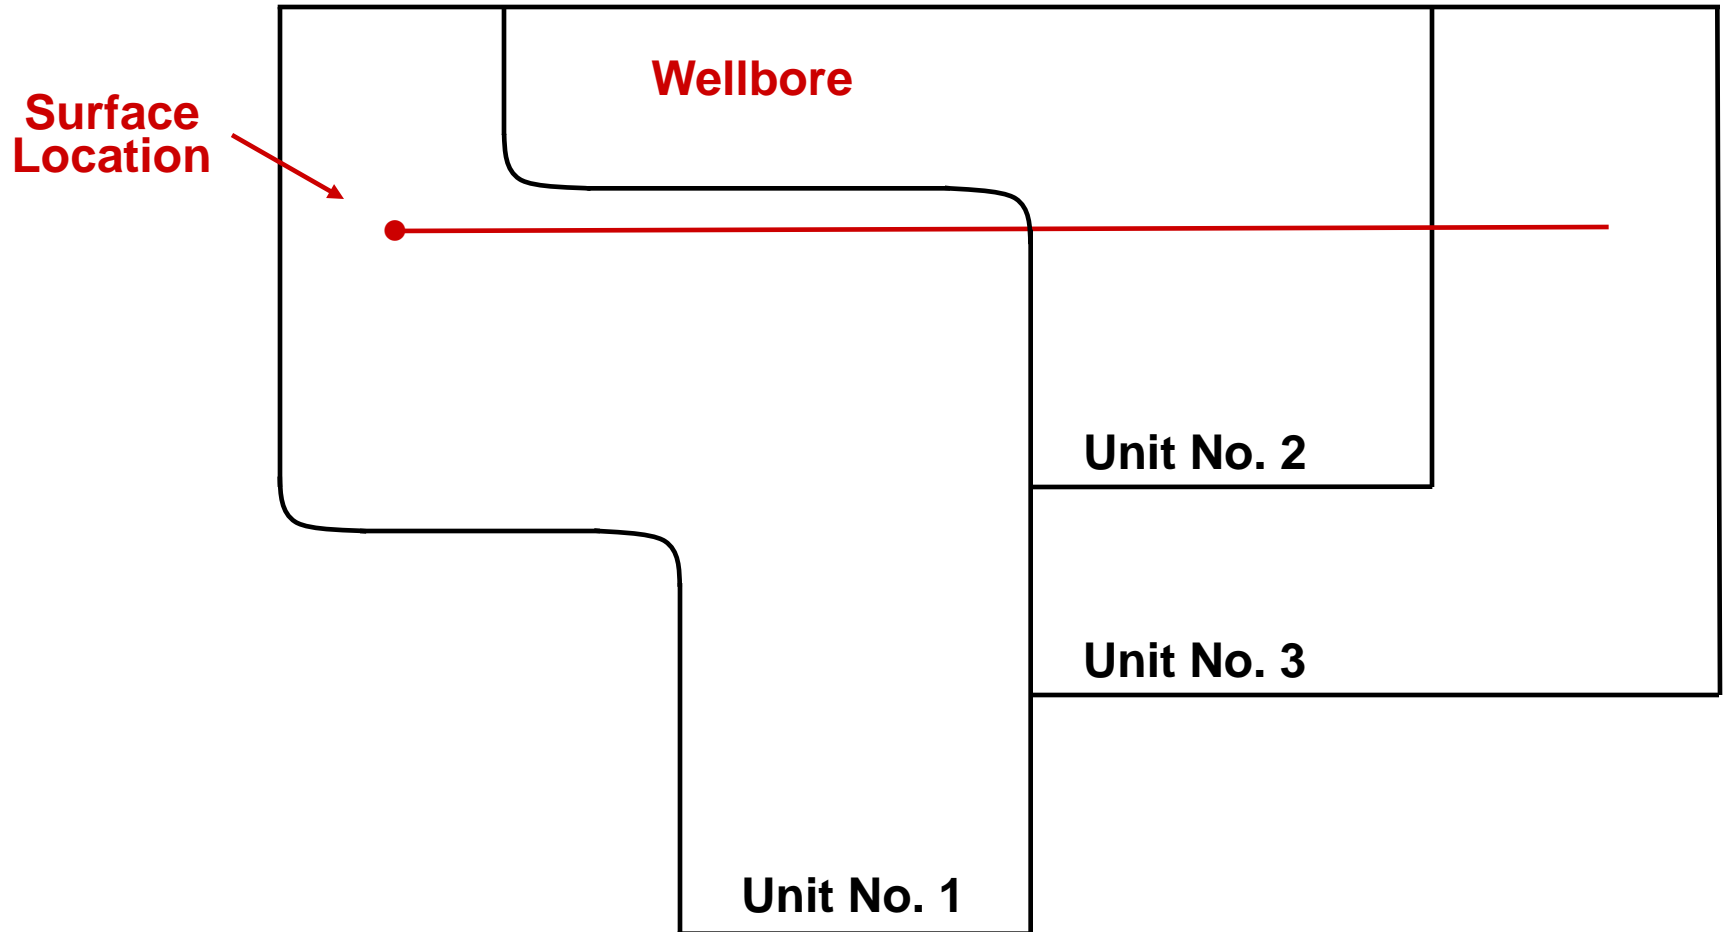 Wellbore
Surface
Location
Unit No. 2
Unit No. 3
Unit No. 1